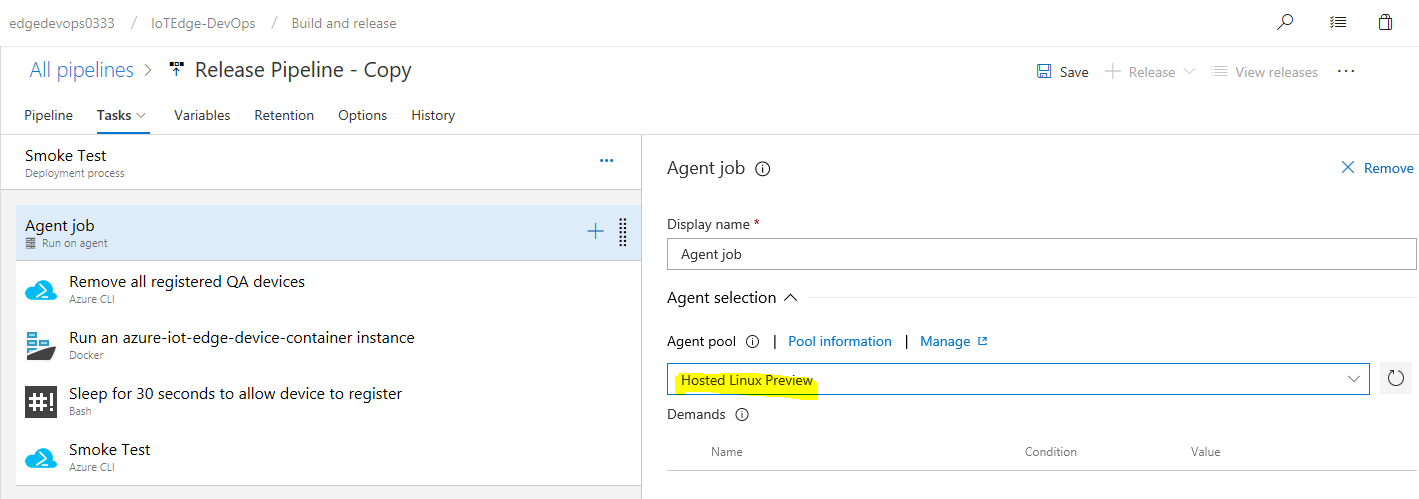 edgedevops0333 / IoTEdge-DevOps / Build and release
All pipelines > Release Pipeline - Copy
Save + Release View releases ...
Pipeline Tasks Variables Retention Options History
Smoke Test
Deployment process
...
Agent job
Run on agent
Remove all registered QA devices
Azure CLI
Run an azure-iot-edge-device-container instance
Docker
#!
Sleep for 30 seconds to allow device to register
Bash
Smoke Test
Azure CLI
Agent job
Remove
Display name *
Agent job
Agent selection
Agent pool | Pool information | Manage
Hosted Linux Preview
Demands
Name Condition Value